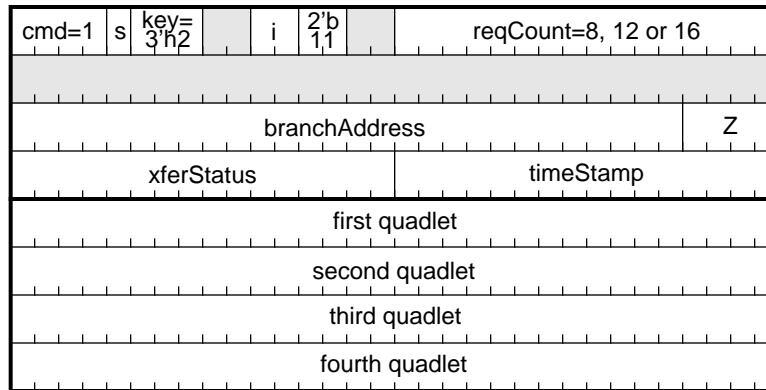 cmd=1 s key= 3'h2 i 2'b 11 reqCount=8, 12 or 16
branchAddress Z
xferStatus timeStamp
first quadlet
second quadlet
third quadlet
fourth quadlet